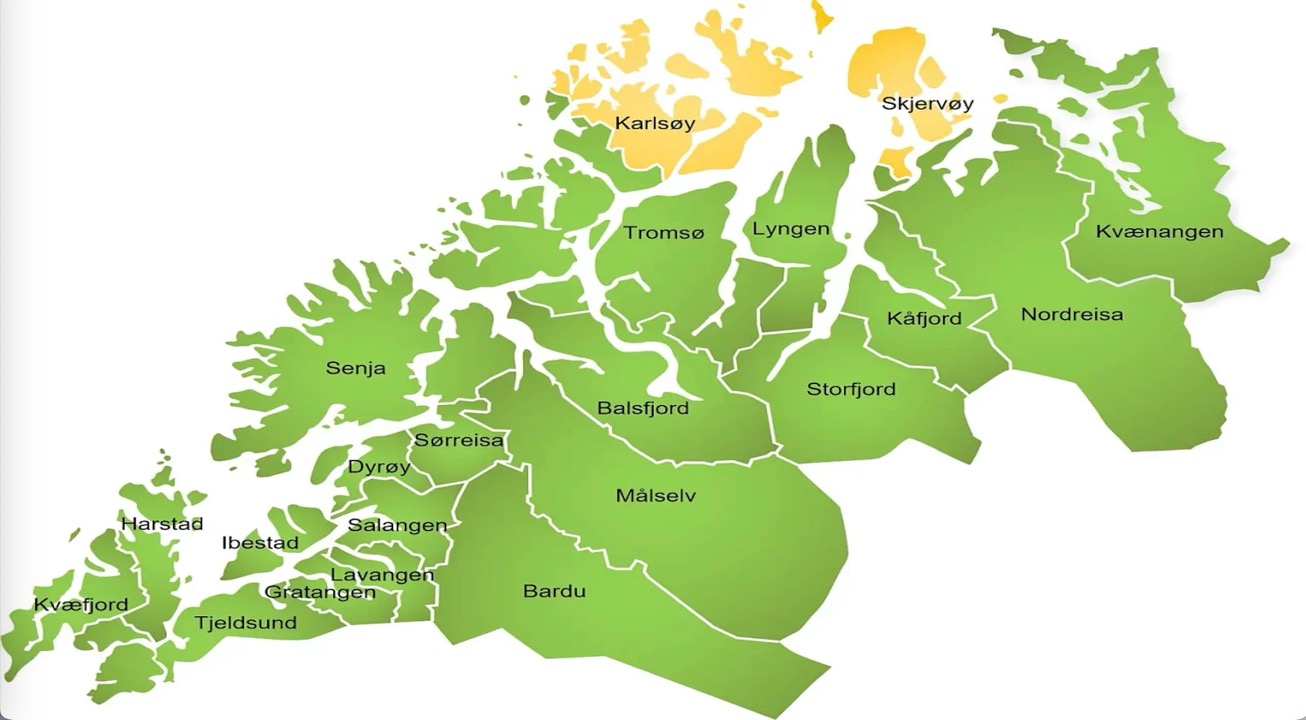 Skjervøy
Karlsøy
Tromsø
Lyngen
Kvænangen
Kåfjord
Nordreisa
Senja
Storfjord
Balsfjord
Sørreisa
Dyrøy
Målselv
Harstad
Salangen
Ibestad
Lavangen
Gratangen
Bardu
Kvæfjord
Tjeldsund